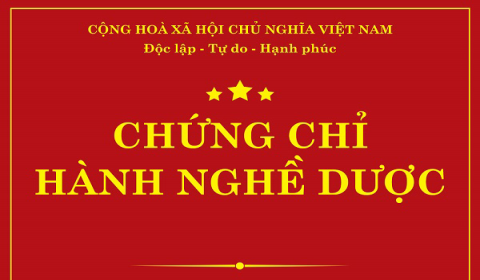 CỘNG HOÀ XÃ HỘI CHỦ NGHĨA VIỆT NAM
Độc lập - Tự do - Hạnh phúc
CHỨNG CHỈ
HÀNH NGHỀ DƯỢC